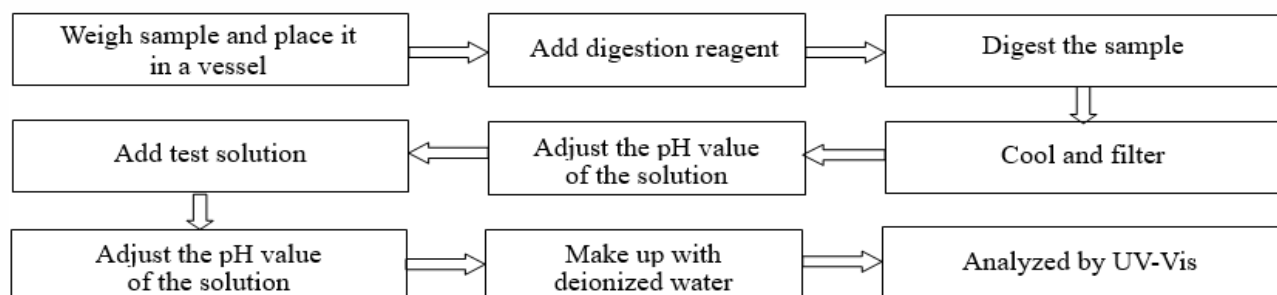 Weigh sample and place it
in a vessel
Add digestion reagent
Digest the sample
Add test solution
Adjust the pH value
of the solution
Cool and filter
Adjust the pH value
of the solution
Make up with
deionized water
Analyzed by UV-Vis